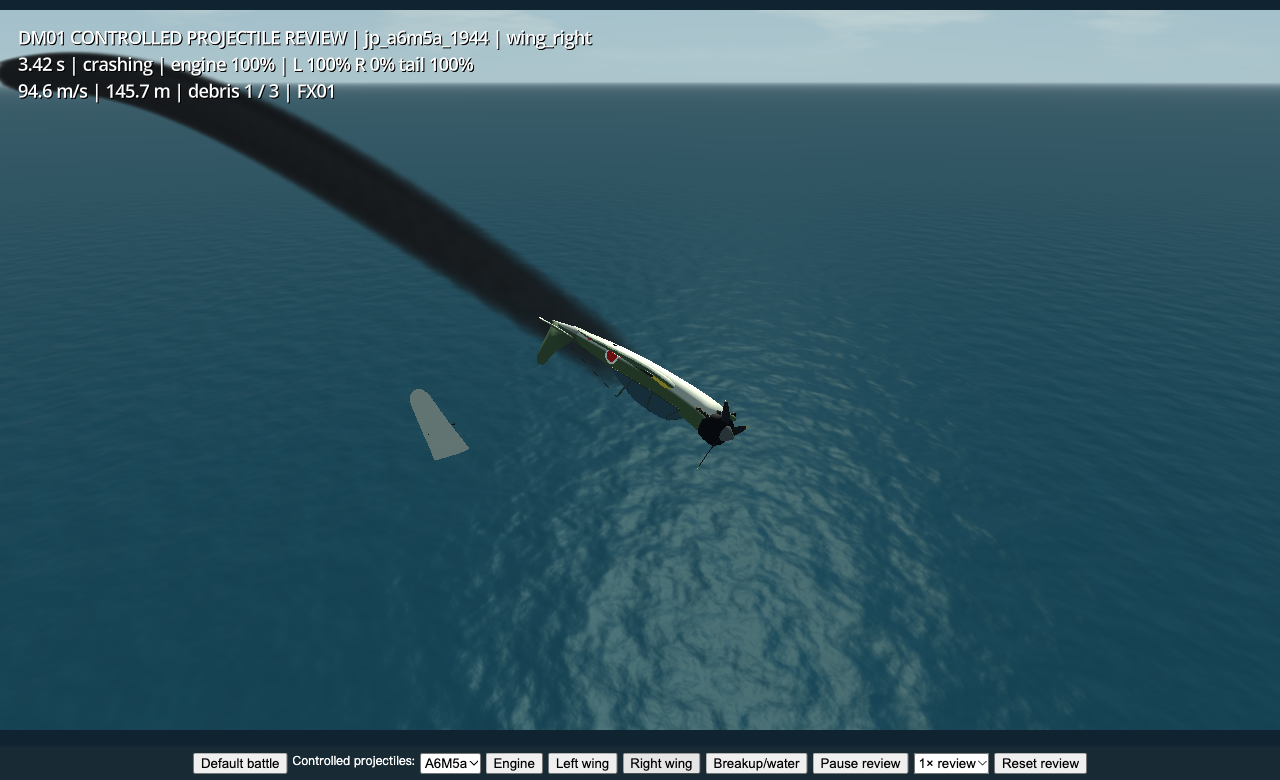 DM01 CONTROLLED PROJECTILE REVIEW | jp_a6m5a_1944 | wing_right
3.42 s | crashing | engine 100% | L 100% R 0% tail 100%
94.6 m/s | 145.7 m | debris 1 / 3 | FX01
Default battle Controlled projectiles: A6M5a Engine Left wing Right wing Breakup/water Pause review 1× review Reset review